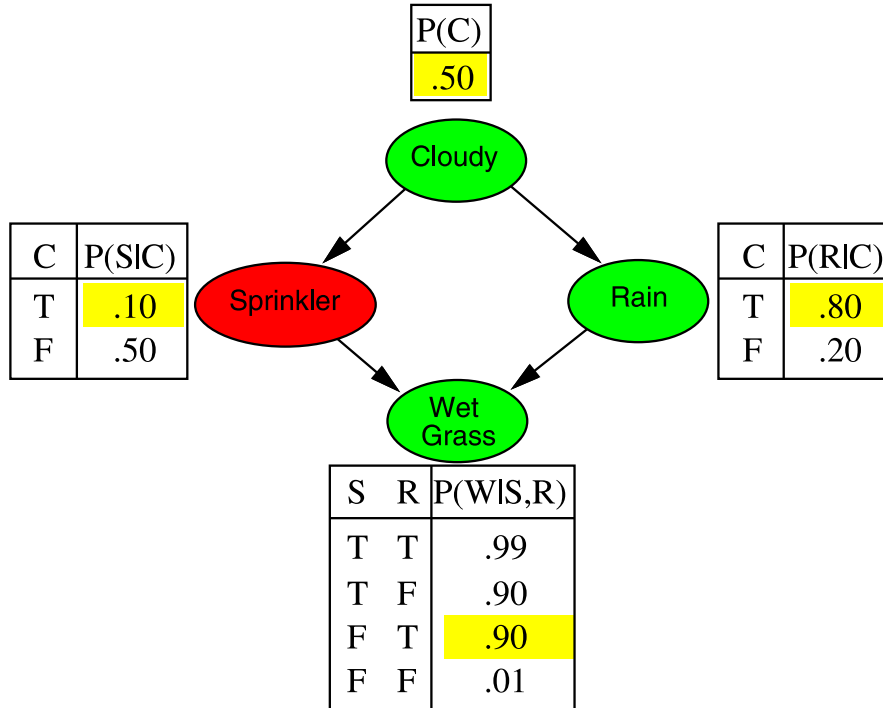 P(C)
.50
Cloudy
C P(S|C)
T .10
F .50
Sprinkler
Rain
C P(R|C)
T .80
F .20
Wet
Grass
S R P(W|S,R)
T T .99
T F .90
F T .90
F F .01